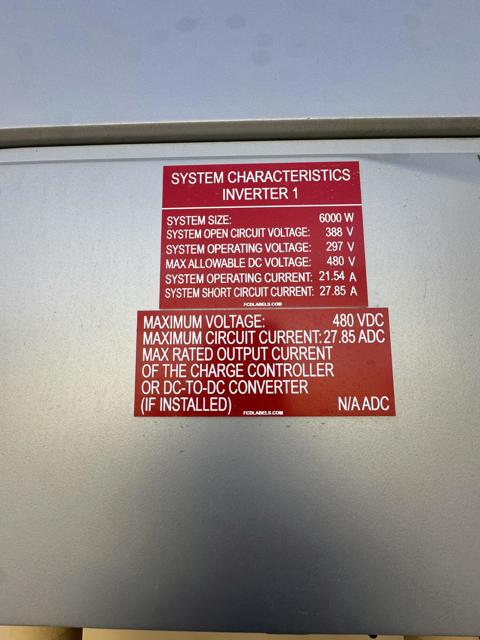 SYSTEM CHARACTERISTICS
INVERTER 1
SYSTEM SIZE: 6000 W
SYSTEM OPEN CIRCUIT VOLTAGE: 388 V
SYSTEM OPERATING VOLTAGE: 297 V
MAX ALLOWABLE DC VOLTAGE: 480 V
SYSTEM OPERATING CURRENT: 21.54 A
SYSTEM SHORT CIRCUIT CURRENT: 27.85 A
FCDLABELS.COM
MAXIMUM VOLTAGE: 480 VDC
MAXIMUM CIRCUIT CURRENT: 27.85 ADC
MAX RATED OUTPUT CURRENT
OF THE CHARGE CONTROLLER
OR DC-TO-DC CONVERTER
(IF INSTALLED) N/A ADC
FCDLABELS.COM